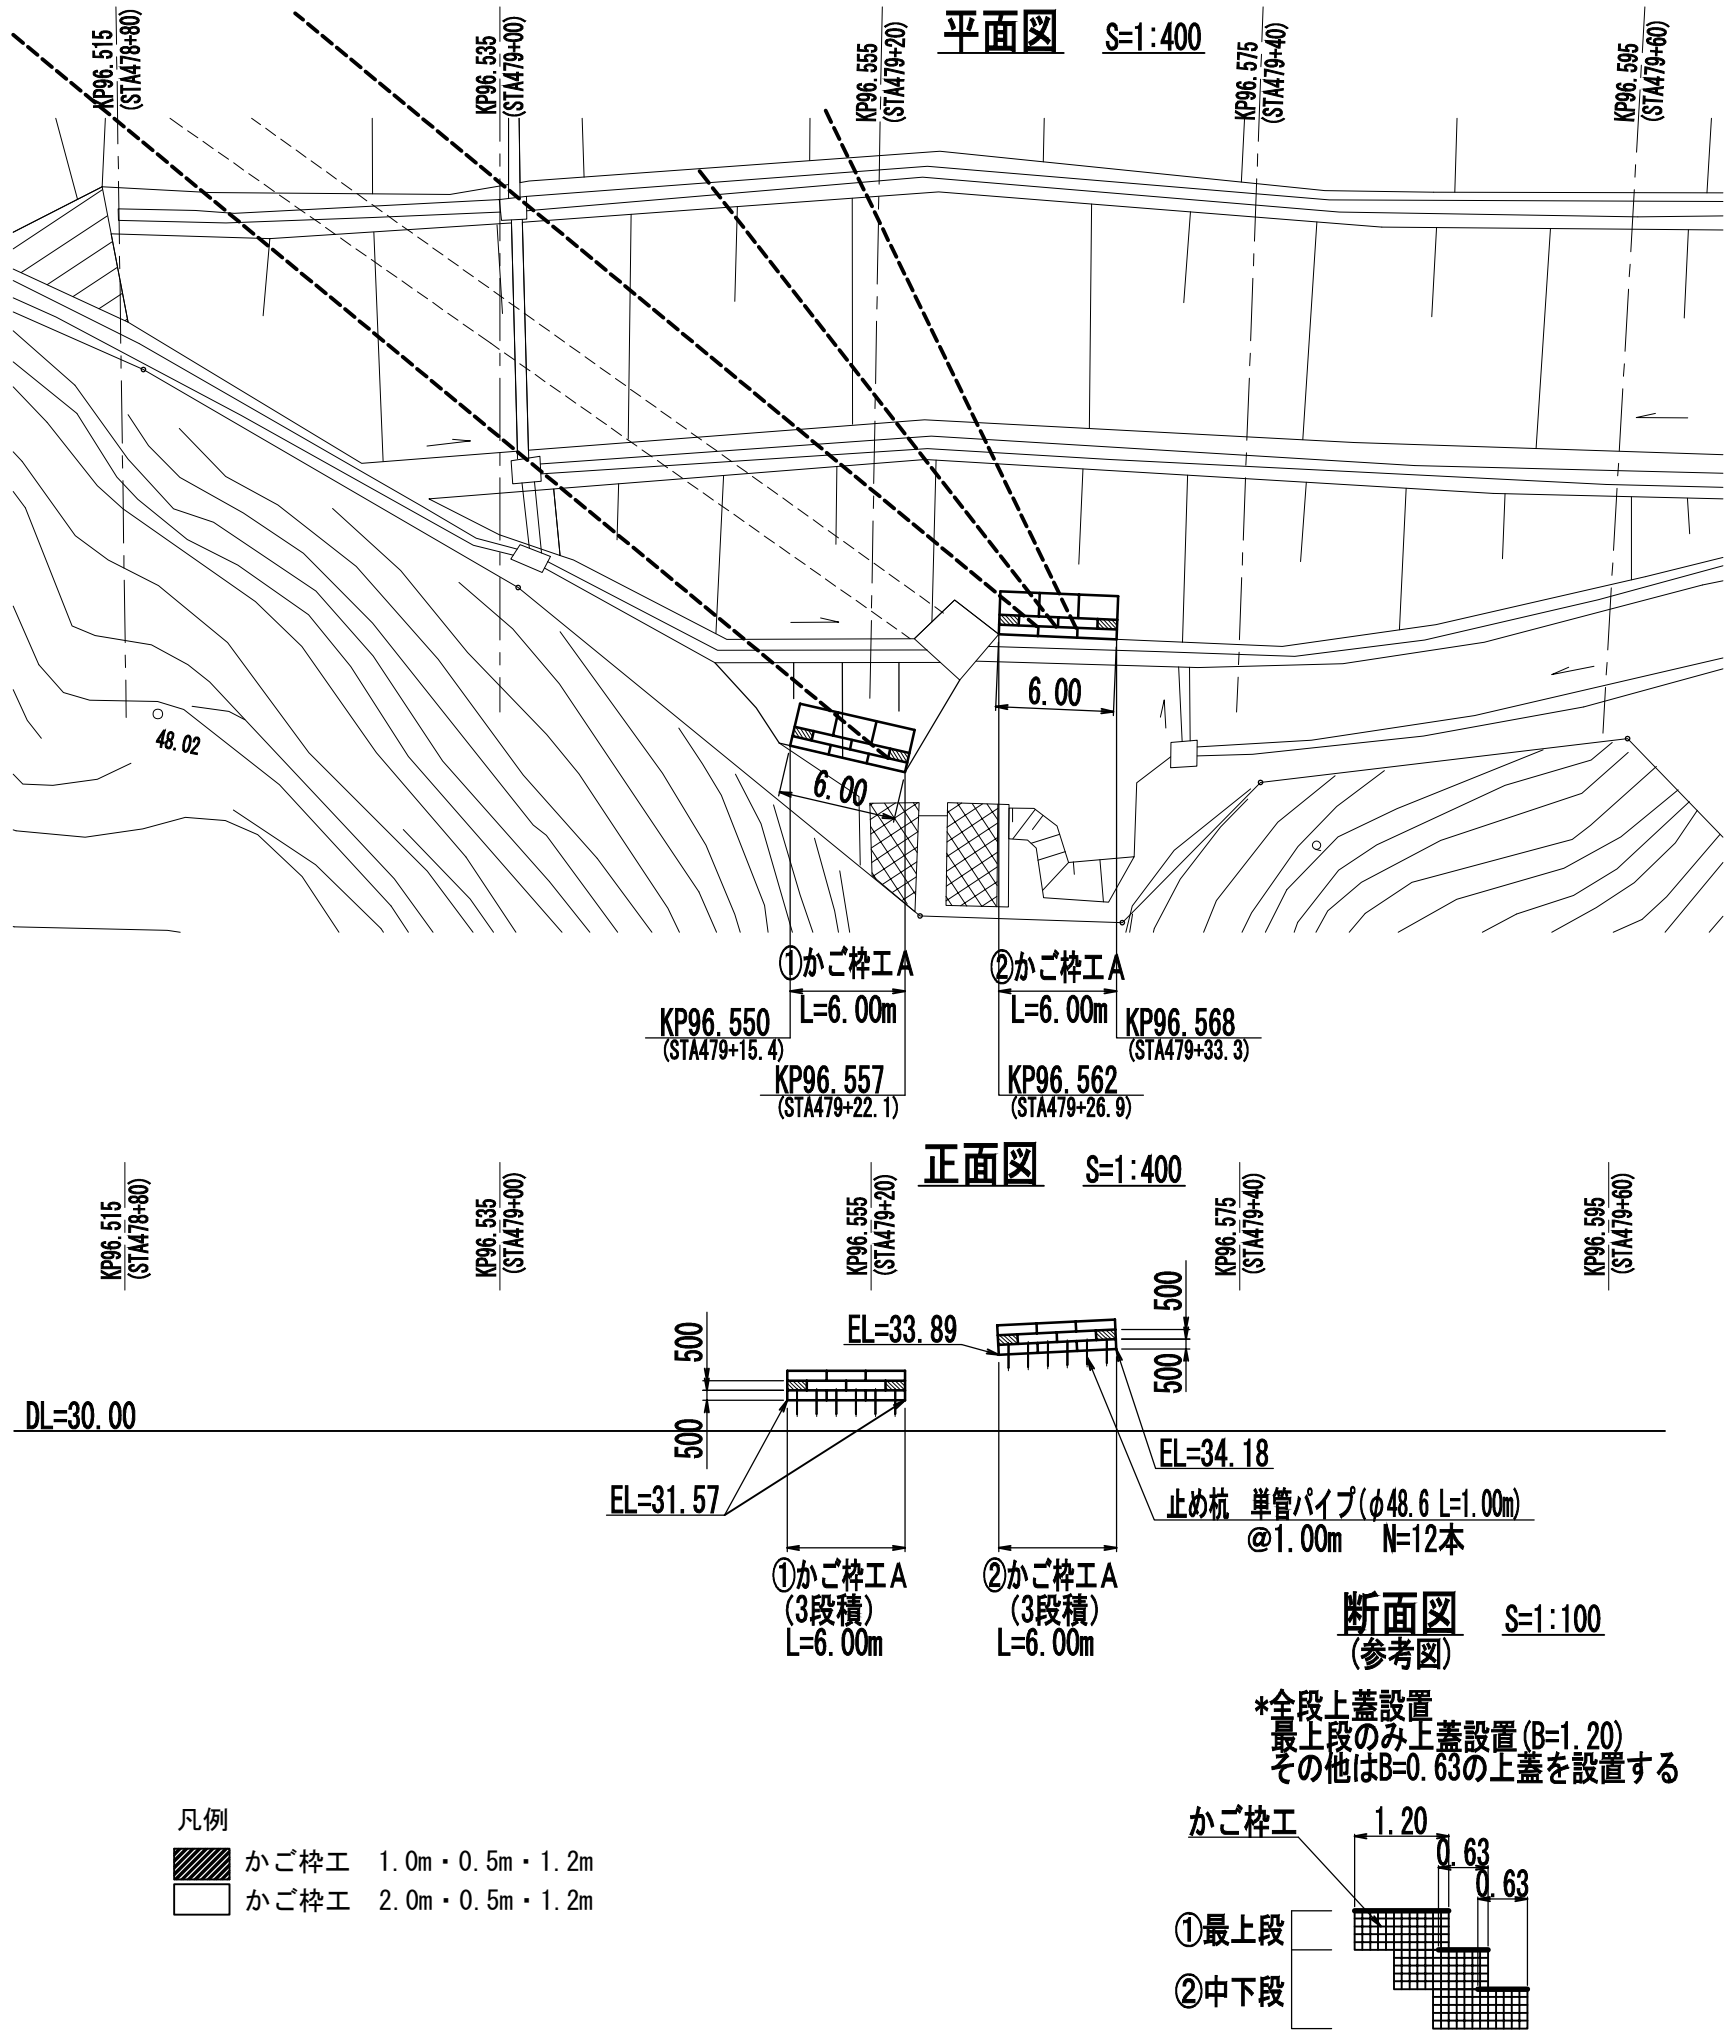 平面図 S=1:400
KP96.515
(STA478+80)
KP96.535
(STA479+00)
KP96.555
(STA479+20)
KP96.575
(STA479+40)
KP96.595
(STA479+60)
6.00
48.02
6.00
①かご枠工A
L=6.00m
②かご枠工A
L=6.00m
KP96.550
(STA479+15.4)
KP96.568
(STA479+33.3)
KP96.557
(STA479+22.1)
KP96.562
(STA479+26.9)
正面図 S=1:400
KP96.515
(STA478+80)
KP96.535
(STA479+00)
KP96.555
(STA479+20)
KP96.575
(STA479+40)
KP96.595
(STA479+60)
500
500
EL=33.89
500
500
DL=30.00
EL=31.57
EL=34.18
止め杭 単管パイプ(φ48.6 L=1.00m)
@1.00m N=12本
①かご枠工A
(3段積)
L=6.00m
②かご枠工A
(3段積)
L=6.00m
断面図 S=1:100
(参考図)
*全段上蓋設置
最上段のみ上蓋設置(B=1.20)
その他はB=0.63の上蓋を設置する
かご枠工
1.20
0.63
0.63
①最上段
②中下段
凡例
かご枠工 1.0m・0.5m・1.2m
かご枠工 2.0m・0.5m・1.2m